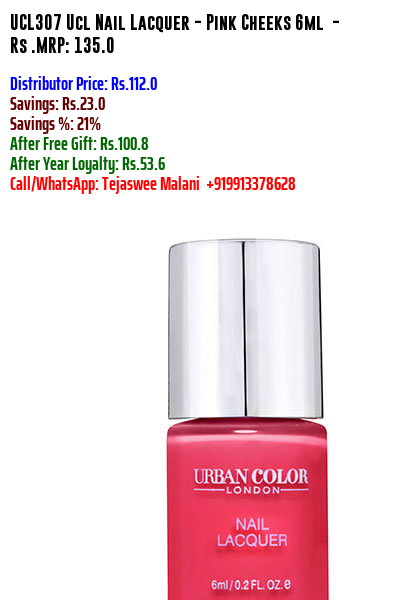 UCL307 Ucl Nail Lacquer - Pink Cheeks 6ml -
Rs .MRP: 135.0
Distributor Price: Rs.112.0
Savings: Rs.23.0
Savings %: 21%
After Free Gift: Rs.100.8
After Year Loyalty: Rs.53.6
Call/WhatsApp: Tejaswee Malani +919913378628
URBAN COLOR
LONDON
NAIL
LACQUER
6ml/0.2 FL. OZ. e